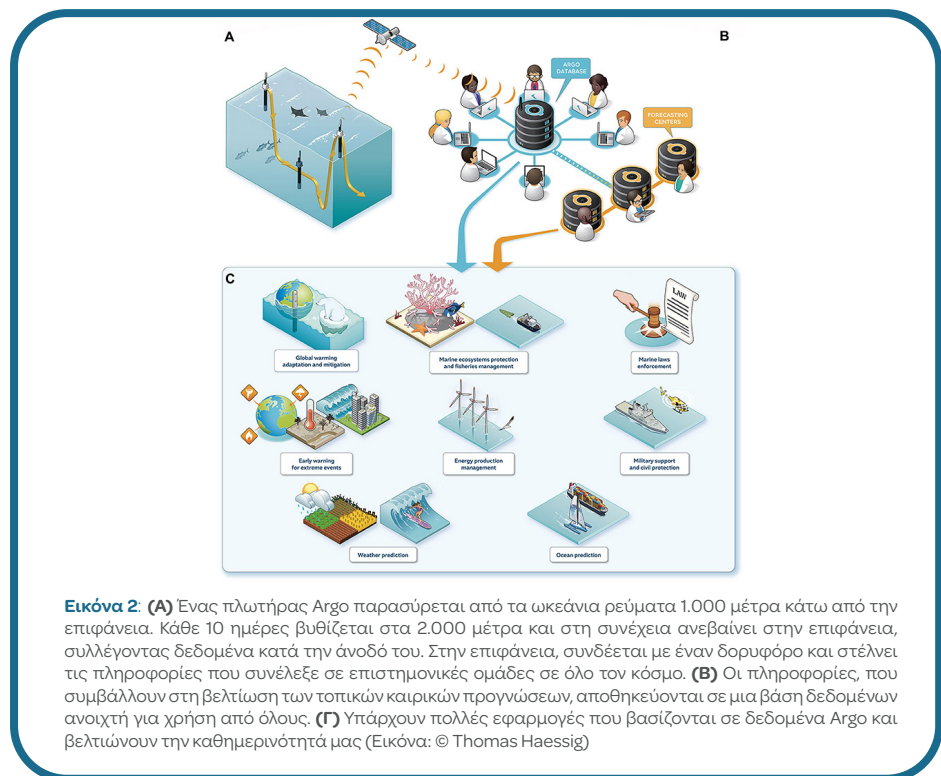 A
B
ARGO
DATABASE
FORECASTING
CENTERS
C
LAW
Global warming
adaptation and mitigation
Marine ecosystems protection
and fisheries management
Marine laws
enforcement
Early warning
for extreme events
Energy production
management
Military support
and civil protection
Weather prediction
Ocean prediction
Εικόνα 2: (Α) Ένας πλωτήρας Argo παρασύρεται από τα ωκεάνια ρεύματα 1.000 μέτρα κάτω από την
επιφάνεια. Κάθε 10 ημέρες βυθίζεται στα 2.000 μέτρα και στη συνέχεια ανεβαίνει στην επιφάνεια,
συλλέγοντας δεδομένα κατά την άνοδό του. Στην επιφάνεια, συνδέεται με έναν δορυφόρο και στέλνει
τις πληροφορίες που συνέλεξε σε επιστημονικές ομάδες σε όλο τον κόσμο. (Β) Οι πληροφορίες, που
συμβάλλουν στη βελτίωση των τοπικών καιρικών προγνώσεων, αποθηκεύονται σε μια βάση δεδομένων
ανοιχτή για χρήση από όλους. (Γ) Υπάρχουν πολλές εφαρμογές που βασίζονται σε δεδομένα Argo και
βελτιώνουν την καθημερινότητά μας (Εικόνα: © Thomas Haessig)